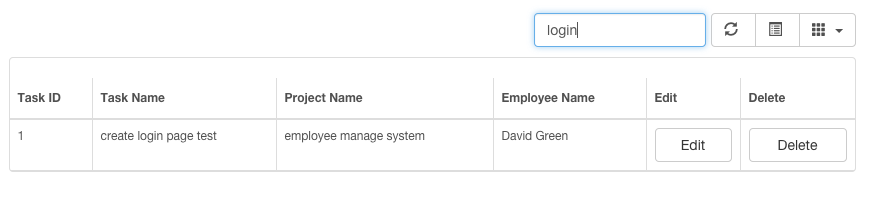 login
Task ID Task Name Project Name Employee Name Edit Delete
1 create login page test employee manage system David Green Edit Delete